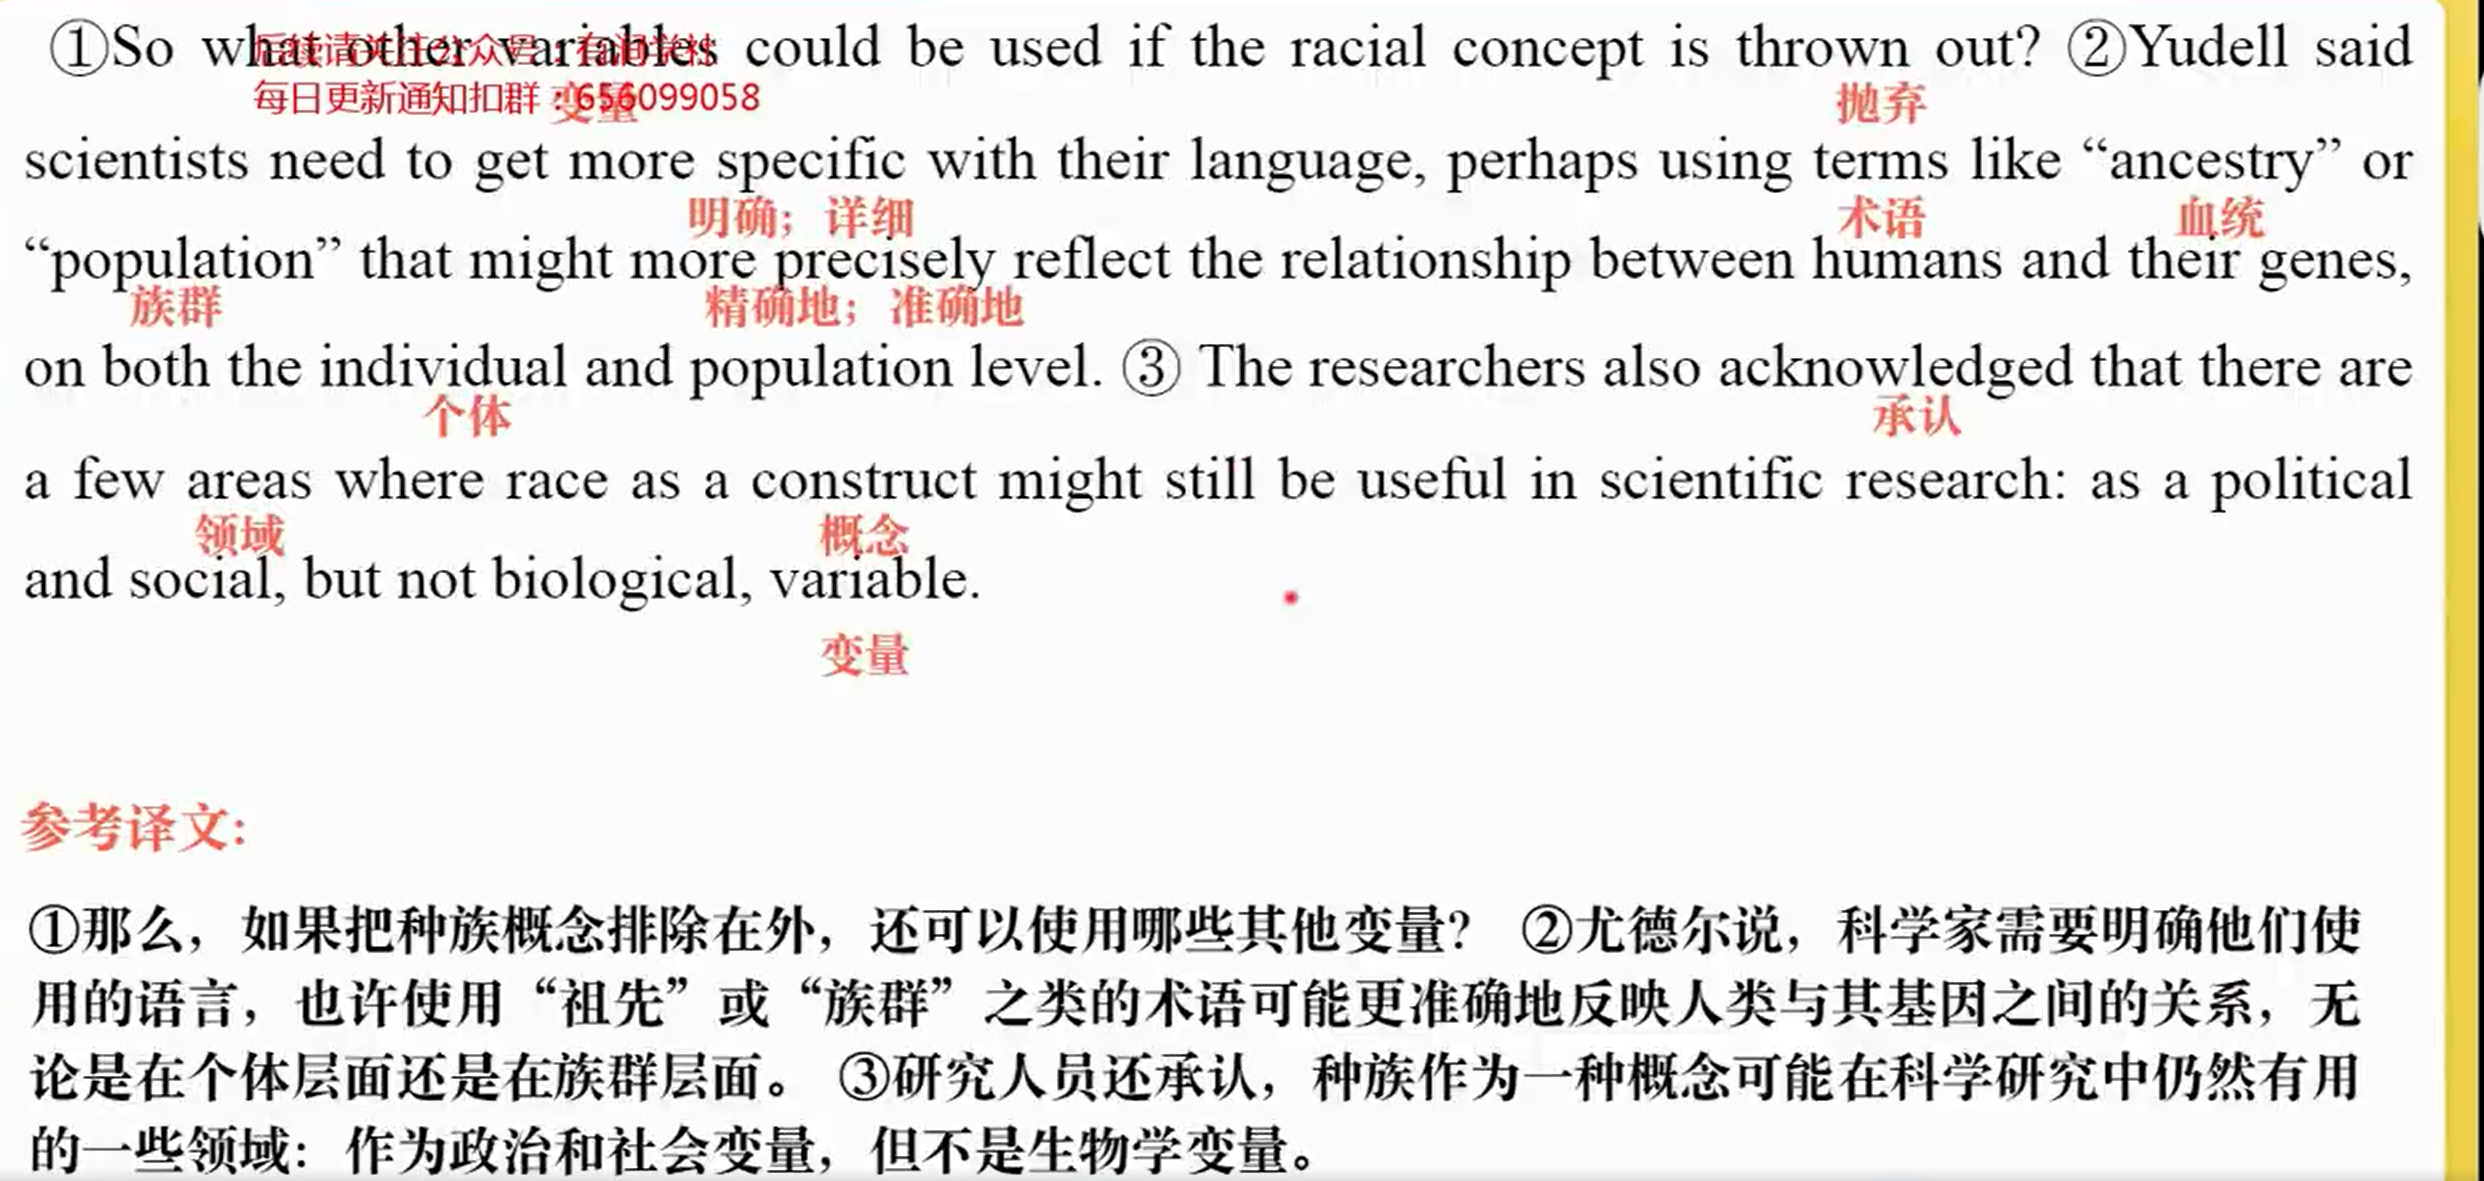 ①So what other variables could be used if the racial concept is thrown out? ②Yudell said
每日更新通知扣群：656099058
变量
抛弃
scientists need to get more specific with their language, perhaps using terms like “ancestry” or
明确；详细
术语
血统
“population” that might more precisely reflect the relationship between humans and their genes,
族群
精确地；准确地
on both the individual and population level. ③ The researchers also acknowledged that there are
个体
承认
a few areas where race as a construct might still be useful in scientific research: as a political
领域
概念
and social, but not biological, variable.
变量
参考译文:
①那么，如果把种族概念排除在外，还可以使用哪些其他变量? ②尤德尔说，科学家需要明确他们使
用的语言，也许使用“祖先”或“族群”之类的术语可能更准确地反映人类与其基因之间的关系，无
论是在个体层面还是在族群层面。 ③研究人员还承认，种族作为一种概念可能在科学研究中仍然有用
的一些领域：作为政治和社会变量，但不是生物学变量。